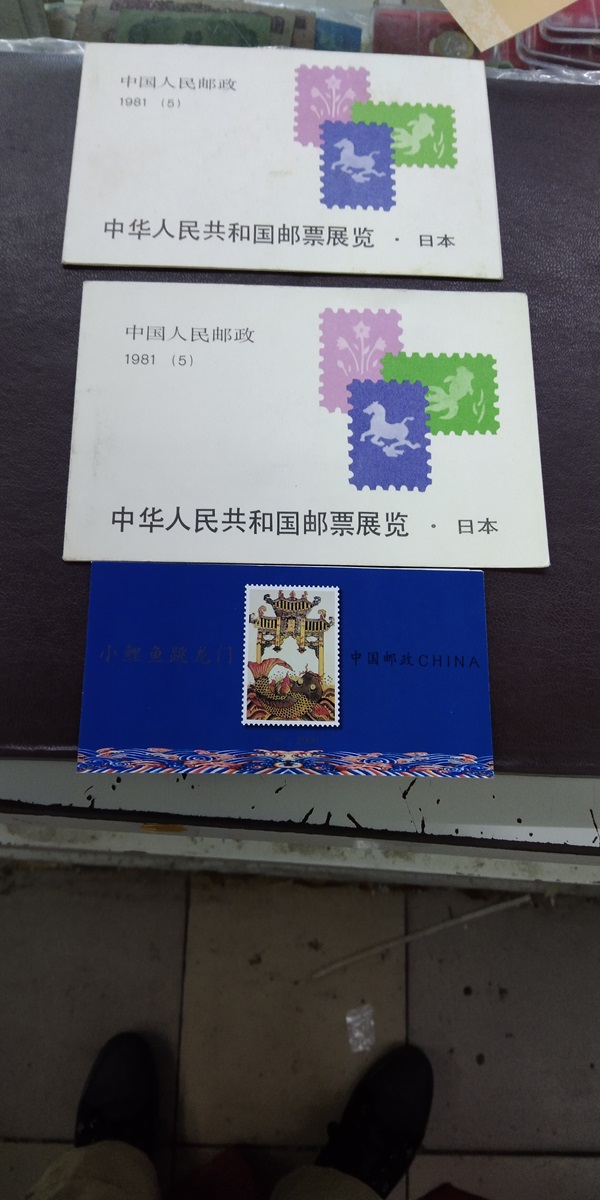 中国人民邮政
1981 (5)
中华人民共和国邮票展览 · 日本
中国人民邮政
1981 (5)
中华人民共和国邮票展览 · 日本
小鲤鱼跳龙门
中国邮政CHINA